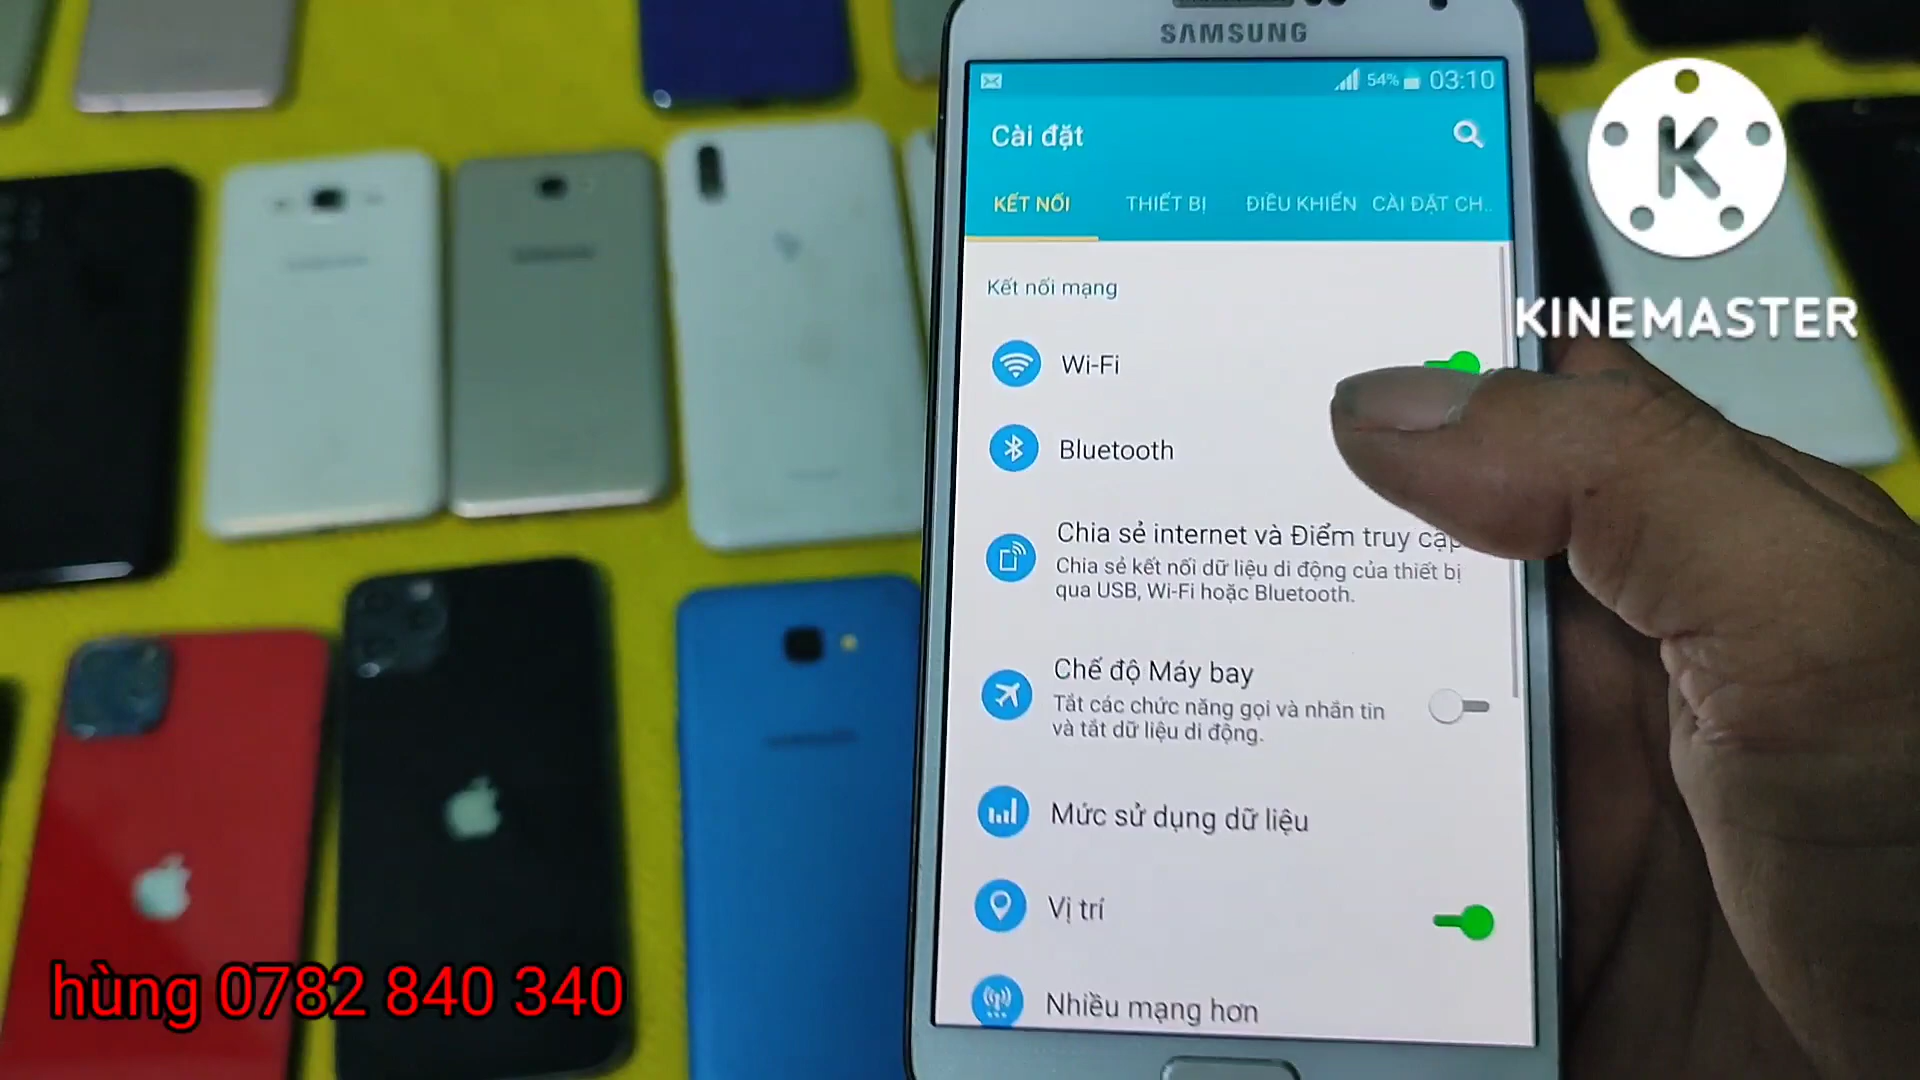 SAMSUNG
54% 03:10
Cài đặt
KẾT NỐI THIẾT BỊ ĐIỀU KHIỂN CÀI ĐẶT CH..
Kết nối mạng
Wi-Fi
Bluetooth
Chia sẻ internet và Điểm truy cập
Chia sẻ kết nối dữ liệu di động của thiết bị
qua USB, Wi-Fi hoặc Bluetooth.
Chế độ Máy bay
Tắt các chức năng gọi và nhắn tin
và tắt dữ liệu di động.
Mức sử dụng dữ liệu
Vị trí
Nhiều mạng hơn
K
KINEMASTER
hùng 0782 840 340